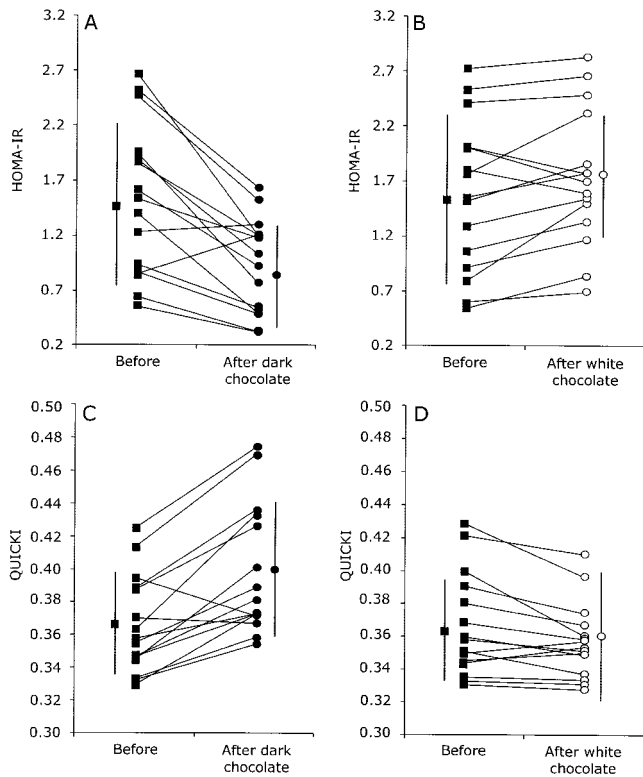 A
B
HOMA-IR
3.2
2.7
2.2
1.7
1.2
0.7
0.2
Before
After dark
chocolate
HOMA-IR
3.2
2.7
2.2
1.7
1.2
0.7
0.2
Before
After white
chocolate
C
D
QUICKI
0.50
0.48
0.46
0.44
0.42
0.40
0.38
0.36
0.34
0.32
0.30
Before
After dark
chocolate
QUICKI
0.50
0.48
0.46
0.44
0.42
0.40
0.38
0.36
0.34
0.32
0.30
Before
After white
chocolate